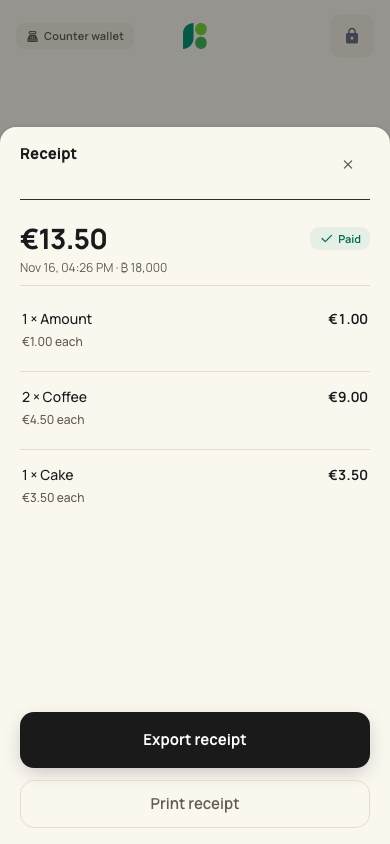 Counter wallet
Receipt
€13.50
Paid
Nov 16, 04:26 PM · ₿ 18,000
1 × Amount
€1.00
€1.00 each
2 × Coffee
€9.00
€4.50 each
1 × Cake
€3.50
€3.50 each
Export receipt
Print receipt